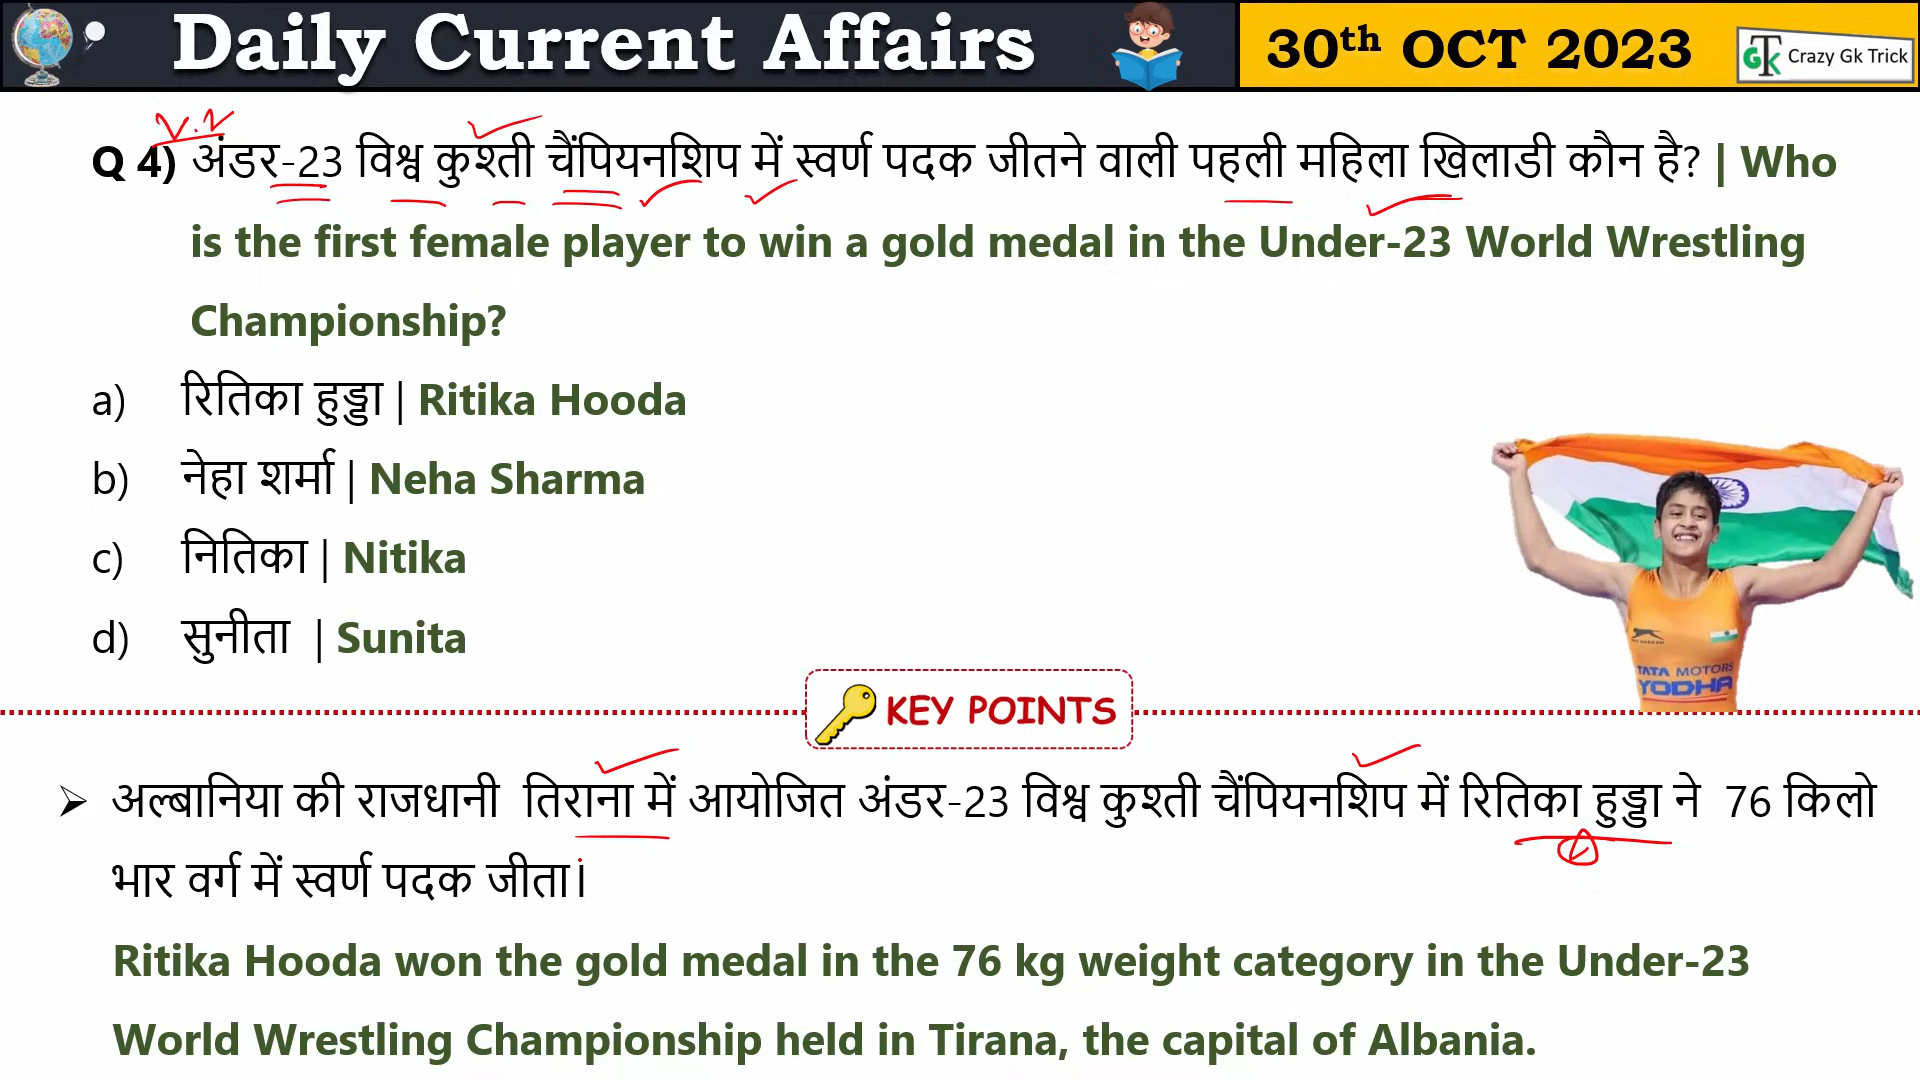 Daily Current Affairs
30th OCT 2023
GTK Crazy Gk Trick
Q 4) अंडर-23 विश्व कुश्ती चैंपियनशिप में स्वर्ण पदक जीतने वाली पहली महिला खिलाडी कौन है? | Who
is the first female player to win a gold medal in the Under-23 World Wrestling
Championship?
a) रितिका हुड्डा | Ritika Hooda
b) नेहा शर्मा | Neha Sharma
c) नितिका | Nitika
d) सुनीता | Sunita
TATA MOTORS
YODHA
KEY POINTS
➢ अल्बानिया की राजधानी तिराना में आयोजित अंडर-23 विश्व कुश्ती चैंपियनशिप में रितिका हुड्डा ने 76 किलो
भार वर्ग में स्वर्ण पदक जीता।
Ritika Hooda won the gold medal in the 76 kg weight category in the Under-23
World Wrestling Championship held in Tirana, the capital of Albania.